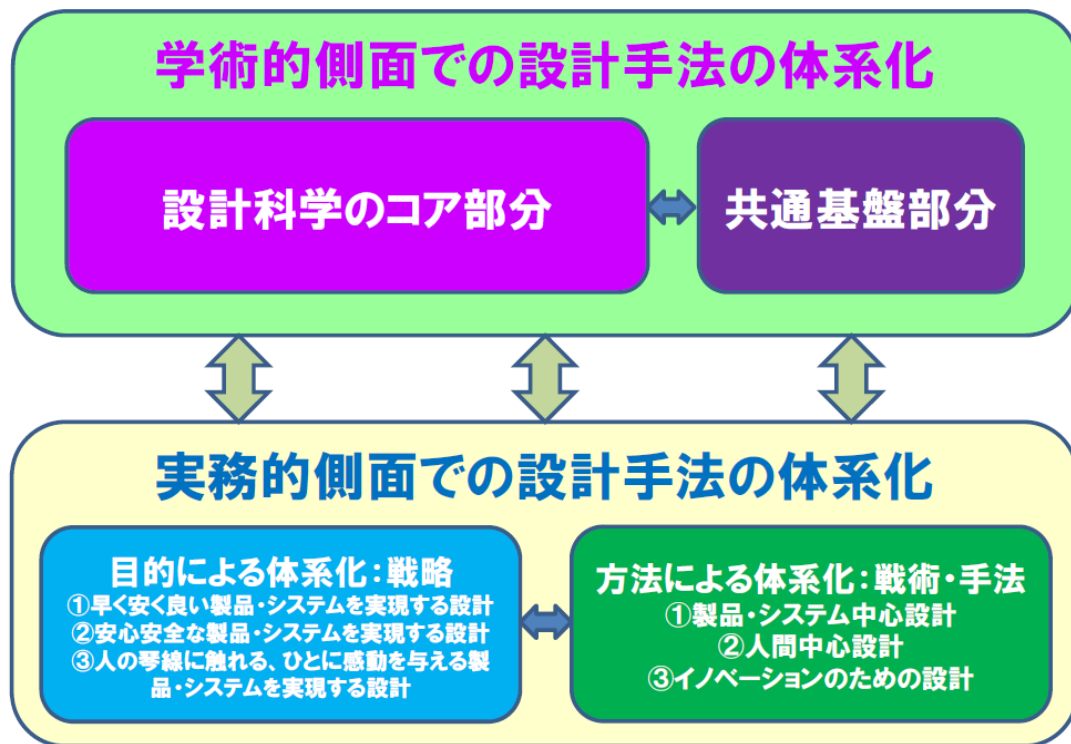 学術的側面での設計手法の体系化
設計科学のコア部分
共通基盤部分
実務的側面での設計手法の体系化
目的による体系化：戦略
①早く安く良い製品・システムを実現する設計
②安心安全な製品・システムを実現する設計
③人の琴線に触れる、ひとに感動を与える製
品・システムを実現する設計
方法による体系化：戦術・手法
①製品・システム中心設計
②人間中心設計
③イノベーションのための設計